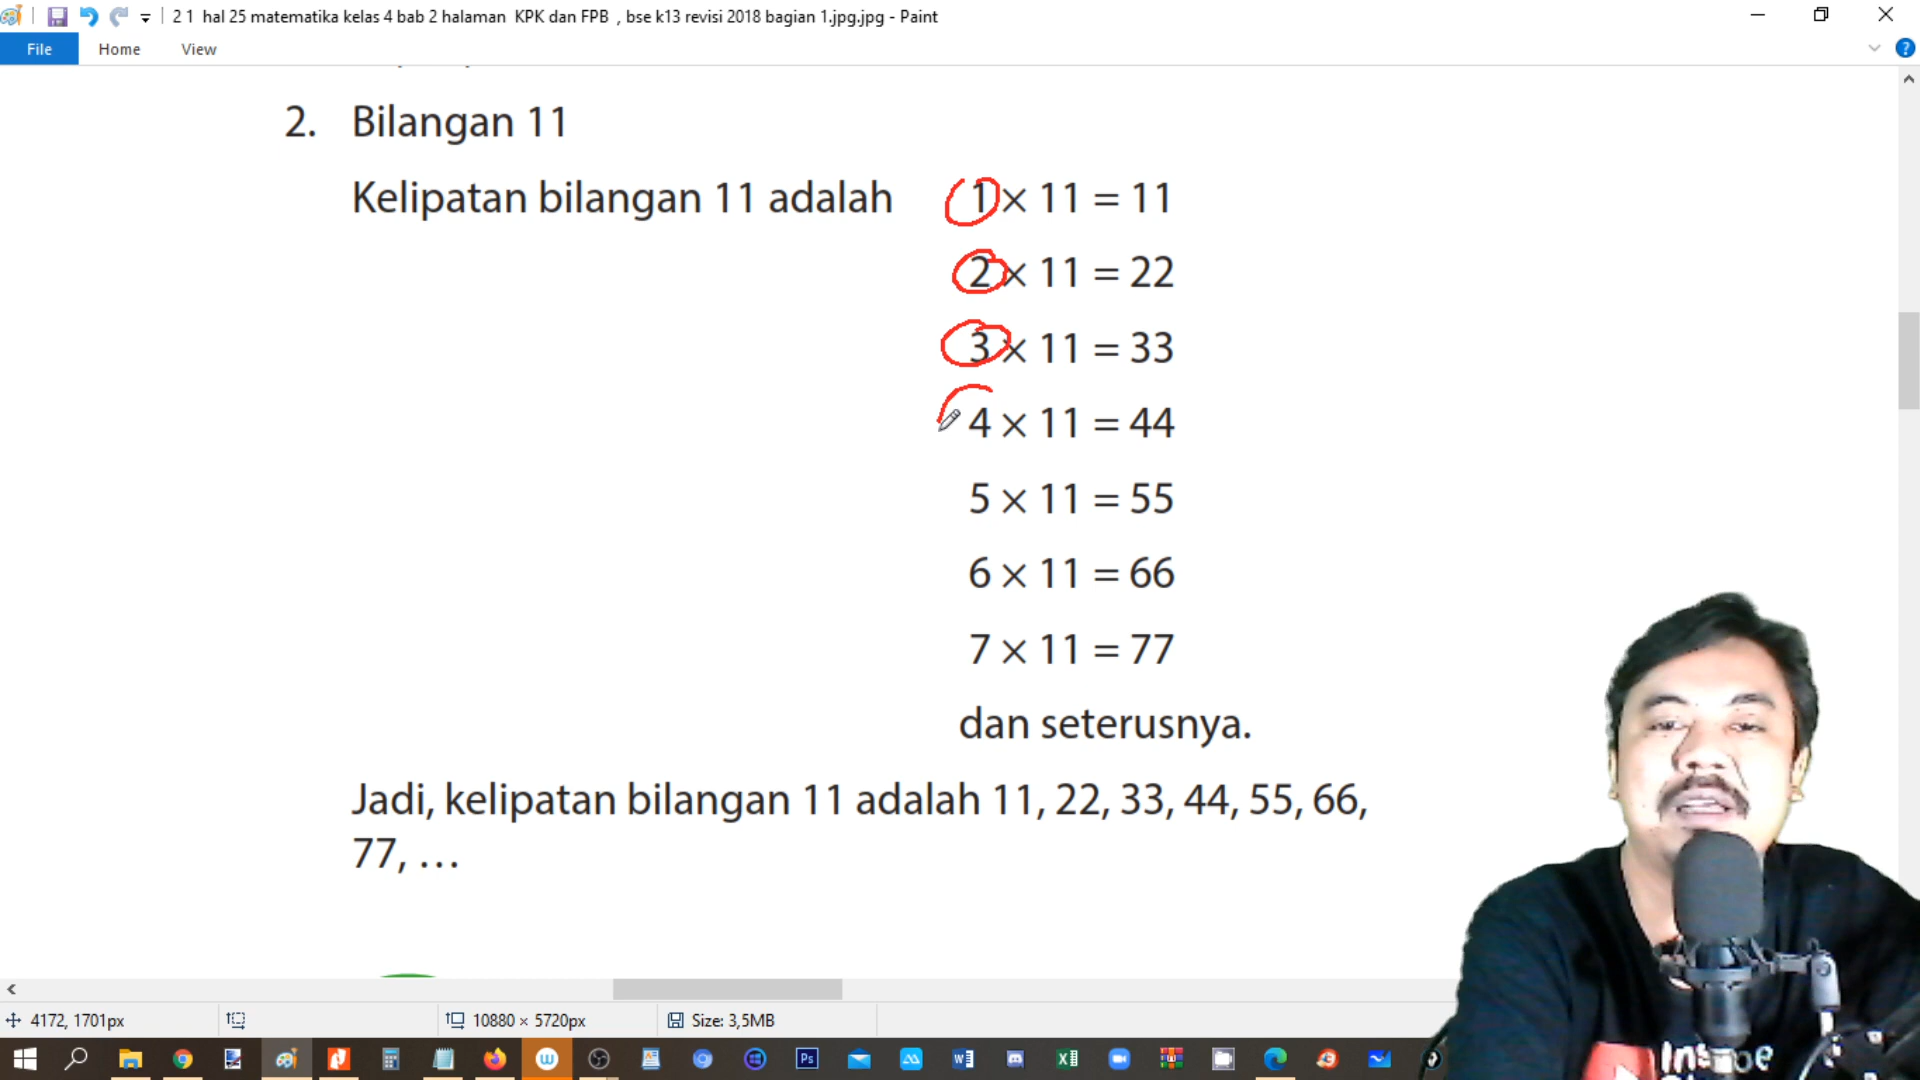 2 1 hal 25 matematika kelas 4 bab 2 halaman KPK dan FPB , bse k13 revisi 2018 bagian 1.jpg.jpg - Paint
File Home View
2. Bilangan 11
Kelipatan bilangan 11 adalah 1 × 11 = 11
2 × 11 = 22
3 × 11 = 33
4 × 11 = 44
5 × 11 = 55
6 × 11 = 66
7 × 11 = 77
dan seterusnya.
Jadi, kelipatan bilangan 11 adalah 11, 22, 33, 44, 55, 66,
77, …
4172, 1701px 10880 × 5720px Size: 3,5MB
Ps